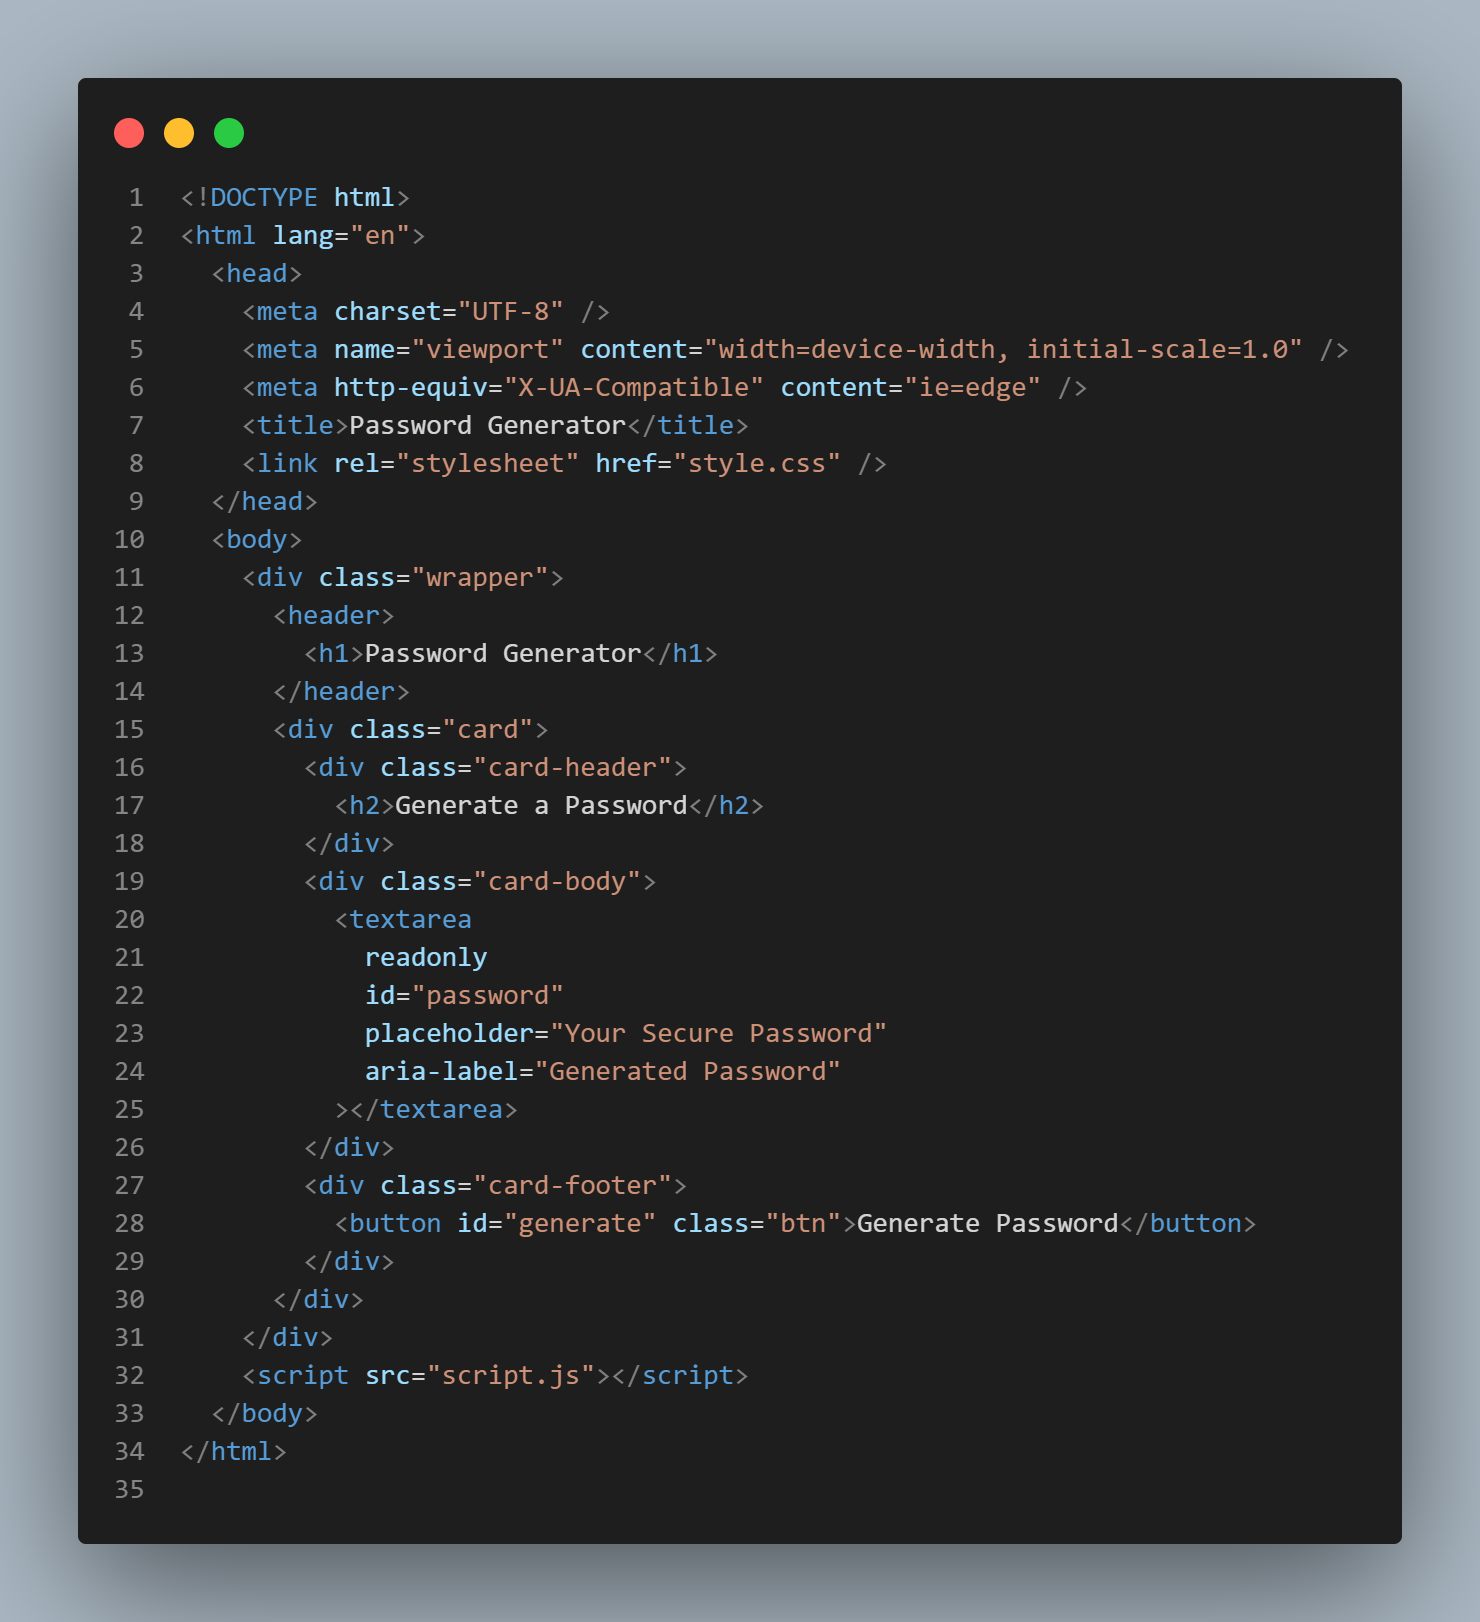 1 <!DOCTYPE html>
2 <html lang="en">
3   <head>
4     <meta charset="UTF-8" />
5     <meta name="viewport" content="width=device-width, initial-scale=1.0" />
6     <meta http-equiv="X-UA-Compatible" content="ie=edge" />
7     <title>Password Generator</title>
8     <link rel="stylesheet" href="style.css" />
9   </head>
10   <body>
11     <div class="wrapper">
12       <header>
13         <h1>Password Generator</h1>
14       </header>
15       <div class="card">
16         <div class="card-header">
17           <h2>Generate a Password</h2>
18         </div>
19         <div class="card-body">
20           <textarea
21             readonly
22             id="password"
23             placeholder="Your Secure Password"
24             aria-label="Generated Password"
25           ></textarea>
26         </div>
27         <div class="card-footer">
28           <button id="generate" class="btn">Generate Password</button>
29         </div>
30       </div>
31     </div>
32     <script src="script.js"></script>
33   </body>
34 </html>
35